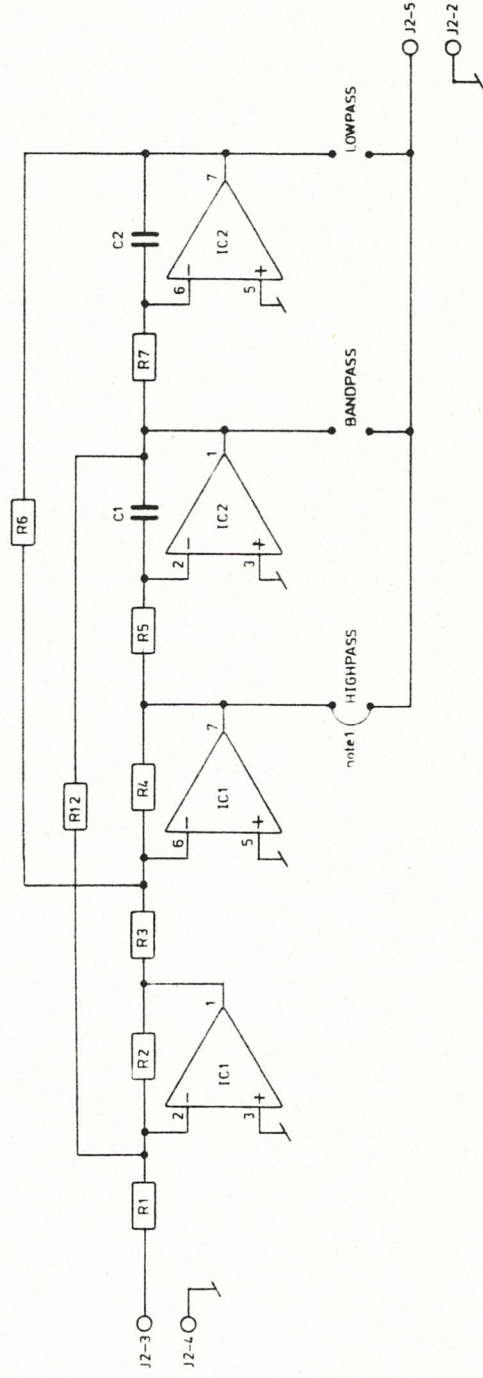 J2-3
J2-4
R1
R2
2
−
3
+
IC1
1
R3
R12
R6
R4
6
−
5
+
IC1
7
R5
C1
2
−
3
+
IC2
1
R7
C2
6
−
5
+
IC2
7
note1
HIGHPASS
BANDPASS
LOWPASS
J2-5
J2-2